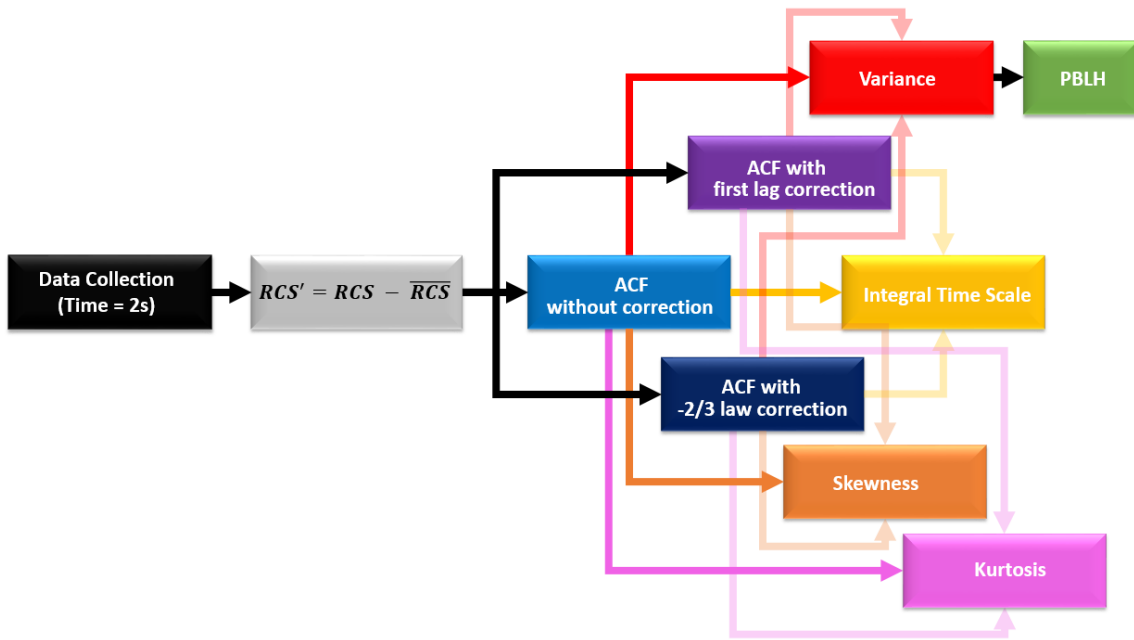 Variance
PBLH
ACF with
first lag correction
Data Collection
(Time = 2s)
RCS′ = RCS − \overline{RCS}
ACF
without correction
Integral Time Scale
ACF with
-2/3 law correction
Skewness
Kurtosis